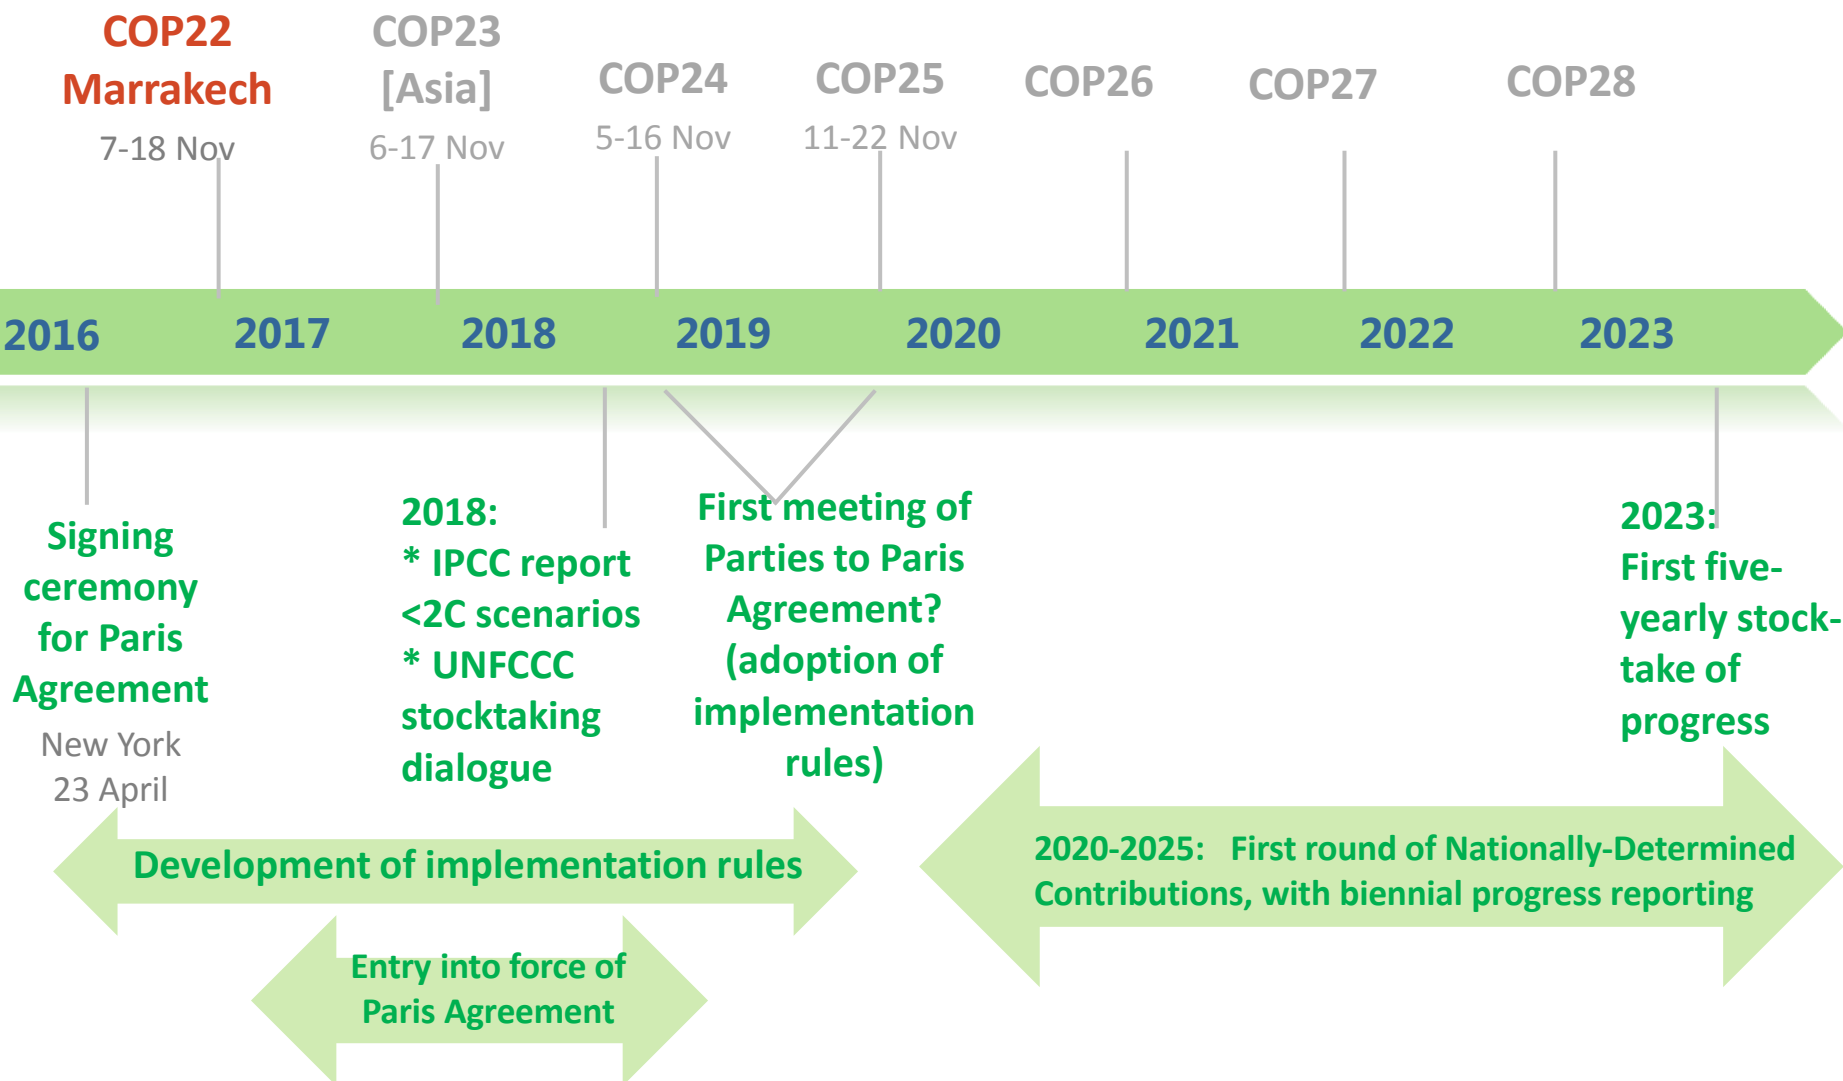 COP22
Marrakech
7-18 Nov
COP23
[Asia]
6-17 Nov
COP24
5-16 Nov
COP25
11-22 Nov
COP26
COP27
COP28
2016
2017
2018
2019
2020
2021
2022
2023
Signing
ceremony
for Paris
Agreement
New York
23 April
2018:
* IPCC report
<2C scenarios
* UNFCCC
stocktaking
dialogue
First meeting of
Parties to Paris
Agreement?
(adoption of
implementation
rules)
2023:
First five-
yearly stock-
take of
progress
Development of implementation rules
2020-2025: First round of Nationally-Determined
Contributions, with biennial progress reporting
Entry into force of
Paris Agreement